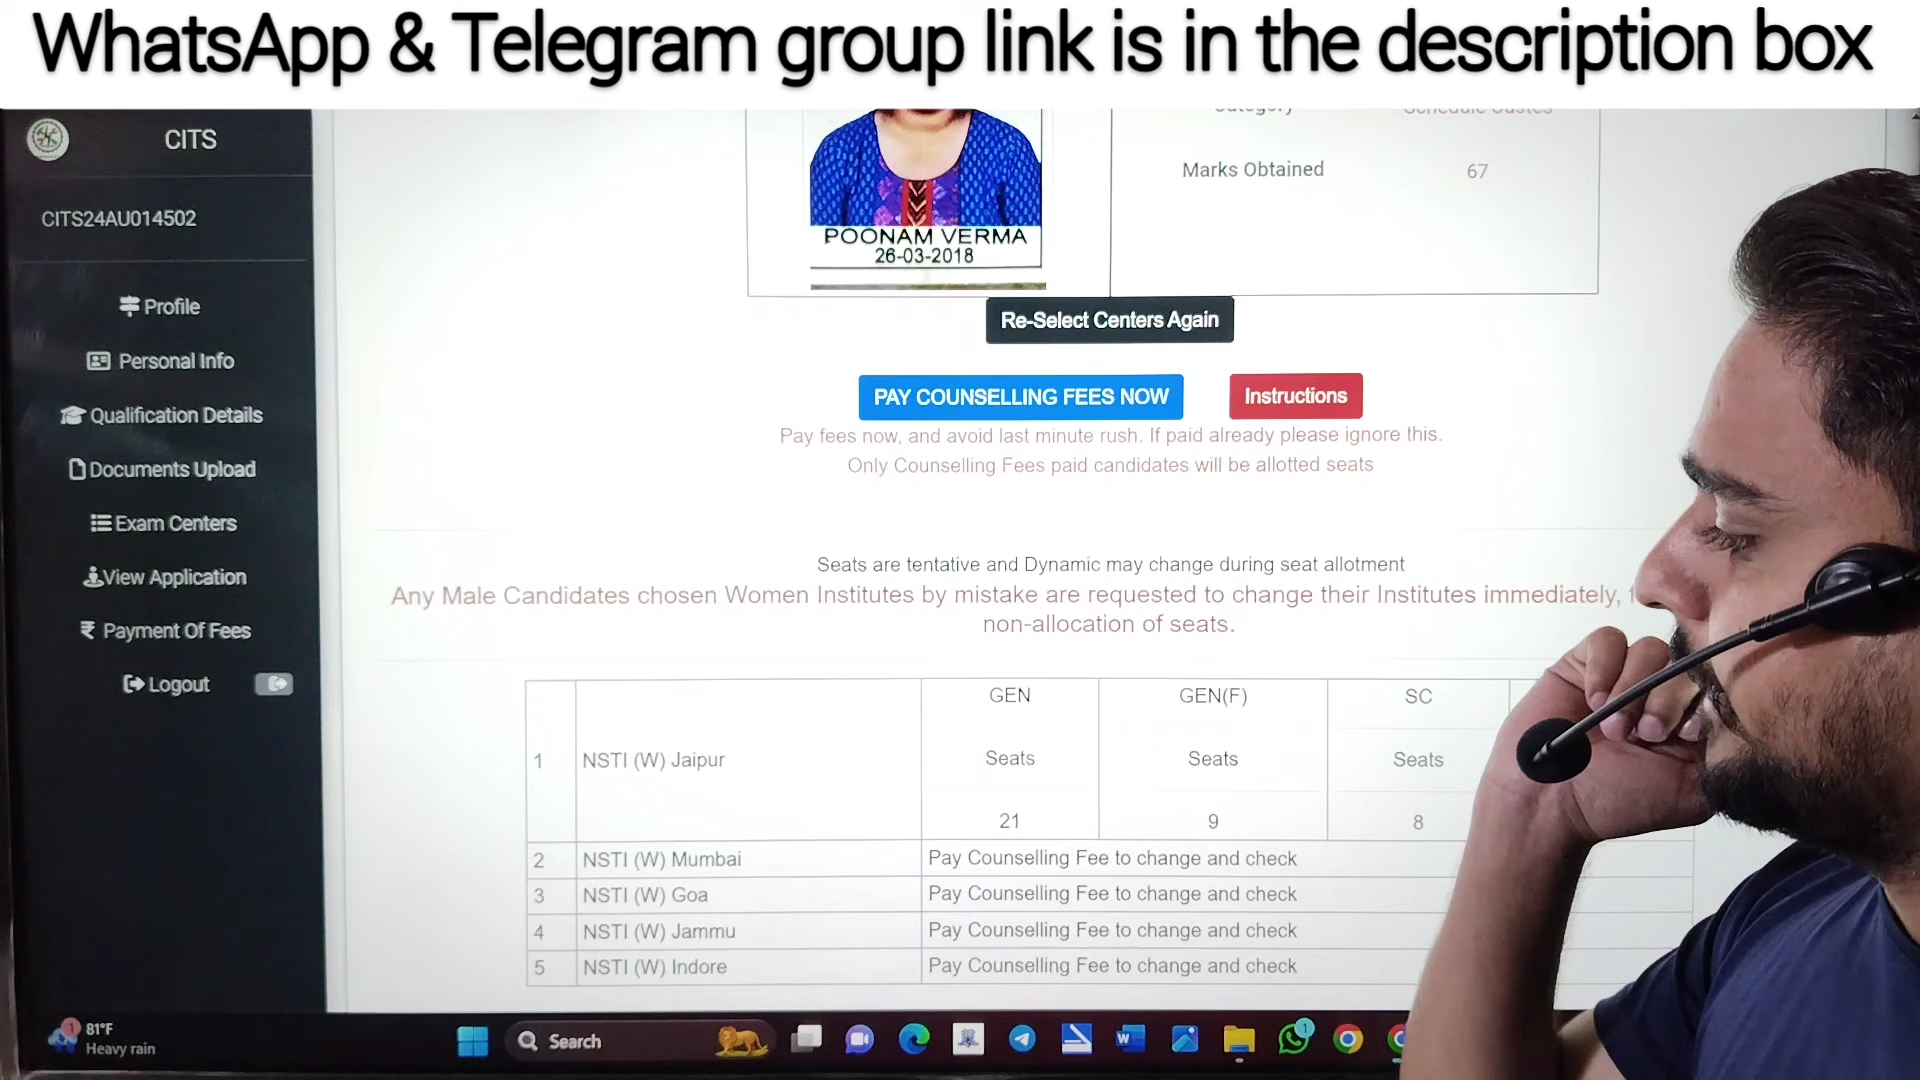 WhatsApp & Telegram group link is in the description box
CITS
CITS24AU014502
Profile
Personal Info
Qualification Details
Documents Upload
Exam Centers
View Application
Payment Of Fees
Logout
Category Schedule Castes
Marks Obtained 67
POONAM VERMA
26-03-2018
Re-Select Centers Again
PAY COUNSELLING FEES NOW Instructions
Pay fees now, and avoid last minute rush. If paid already please ignore this.
Only Counselling Fees paid candidates will be allotted seats
Seats are tentative and Dynamic may change during seat allotment
Any Male Candidates chosen Women Institutes by mistake are requested to change their Institutes immediately,
non-allocation of seats.
GEN GEN(F) SC
1 NSTI (W) Jaipur Seats Seats Seats
21 9 8
2 NSTI (W) Mumbai Pay Counselling Fee to change and check
3 NSTI (W) Goa Pay Counselling Fee to change and check
4 NSTI (W) Jammu Pay Counselling Fee to change and check
5 NSTI (W) Indore Pay Counselling Fee to change and check
1
81°F
Heavy rain
Search
1